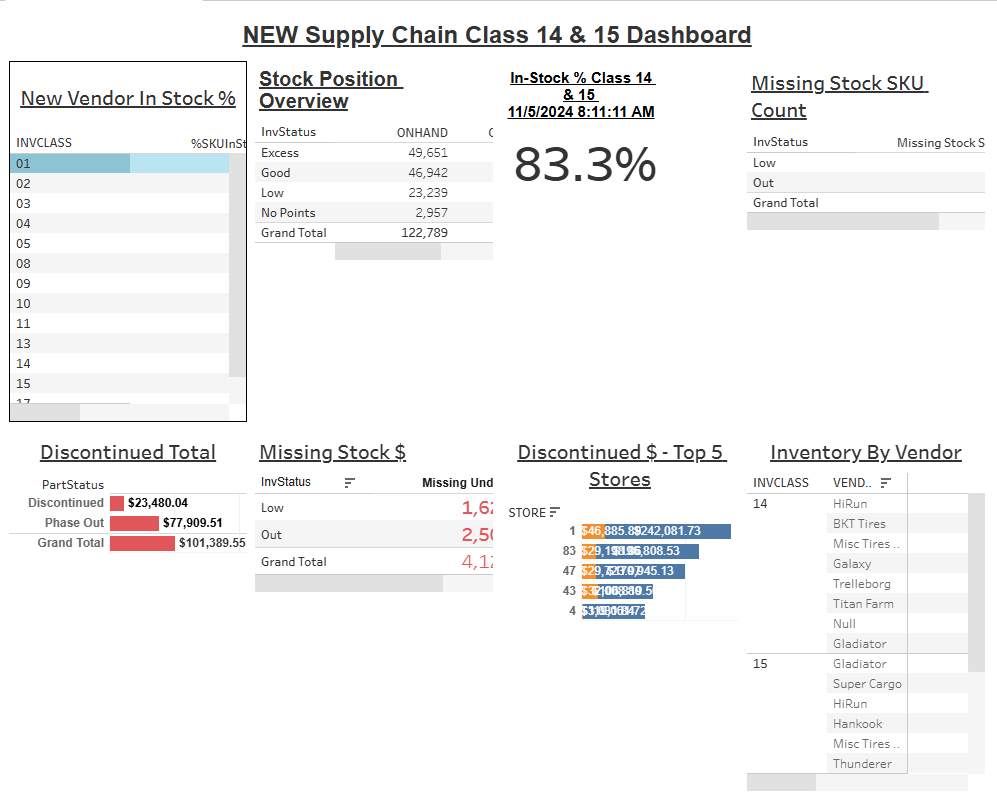 NEW Supply Chain Class 14 & 15 Dashboard
New Vendor In Stock %
INVCLASS %SKUInSt
01
02
03
04
05
08
09
10
11
13
14
15
17
Stock Position
Overview
InvStatus ONHAND
Excess 49,651
Good 46,942
Low 23,239
No Points 2,957
Grand Total 122,789
In-Stock % Class 14
& 15
11/5/2024 8:11:11 AM
83.3%
Missing Stock SKU
Count
InvStatus Missing Stock S
Low
Out
Grand Total
Discontinued Total
PartStatus
Discontinued $23,480.04
Phase Out $77,909.51
Grand Total $101,389.55
Missing Stock $
InvStatus Missing Und
Low 1,62
Out 2,50
Grand Total 4,12
Discontinued $ - Top 5
Stores
STORE
1 $46,885.89 $242,081.73
83
47
43
4
Inventory By Vendor
INVCLASS VEND..
14 HiRun
BKT Tires
Misc Tires ..
Galaxy
Trelleborg
Titan Farm
Null
Gladiator
15 Gladiator
Super Cargo
HiRun
Hankook
Misc Tires ..
Thunderer